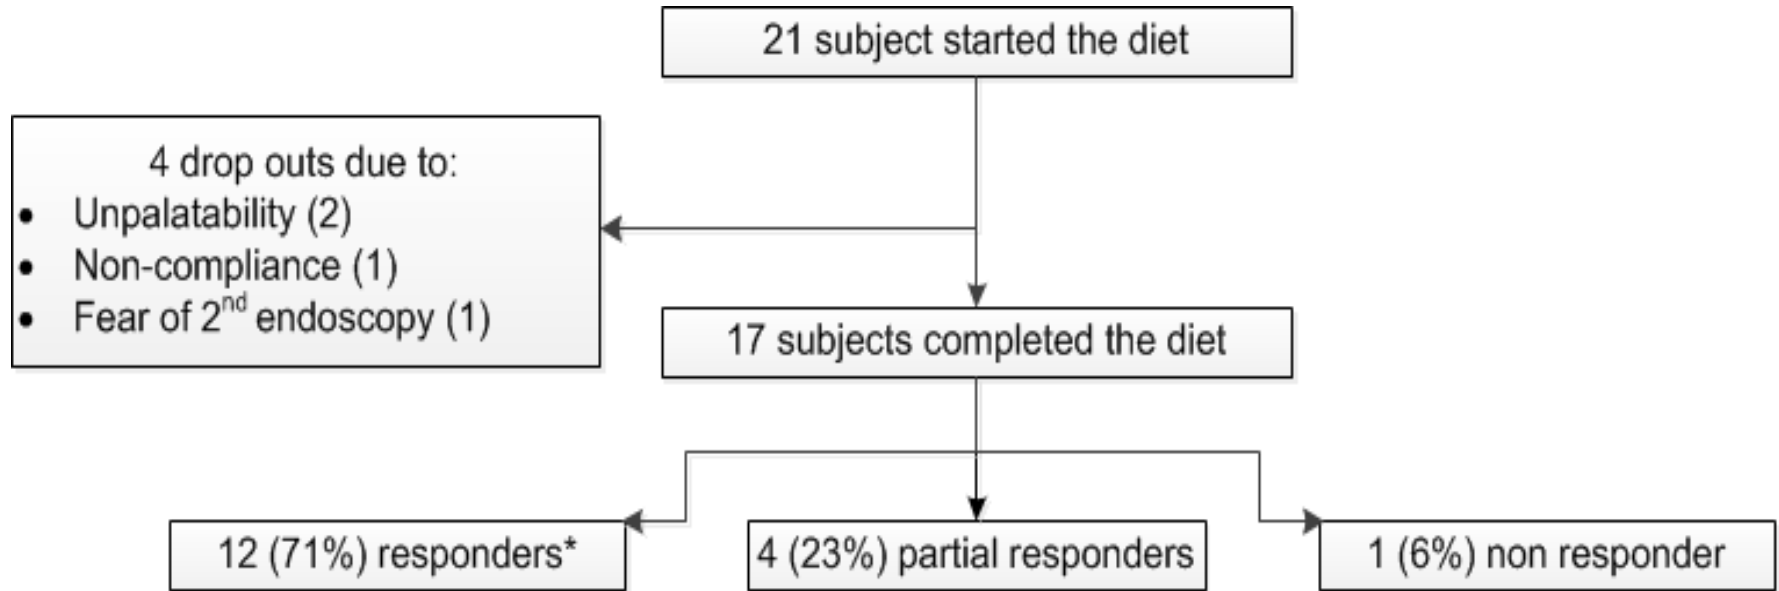 21 subject started the diet
4 drop outs due to:
• Unpalatability (2)
• Non-compliance (1)
• Fear of 2nd endoscopy (1)
17 subjects completed the diet
12 (71%) responders*
4 (23%) partial responders
1 (6%) non responder